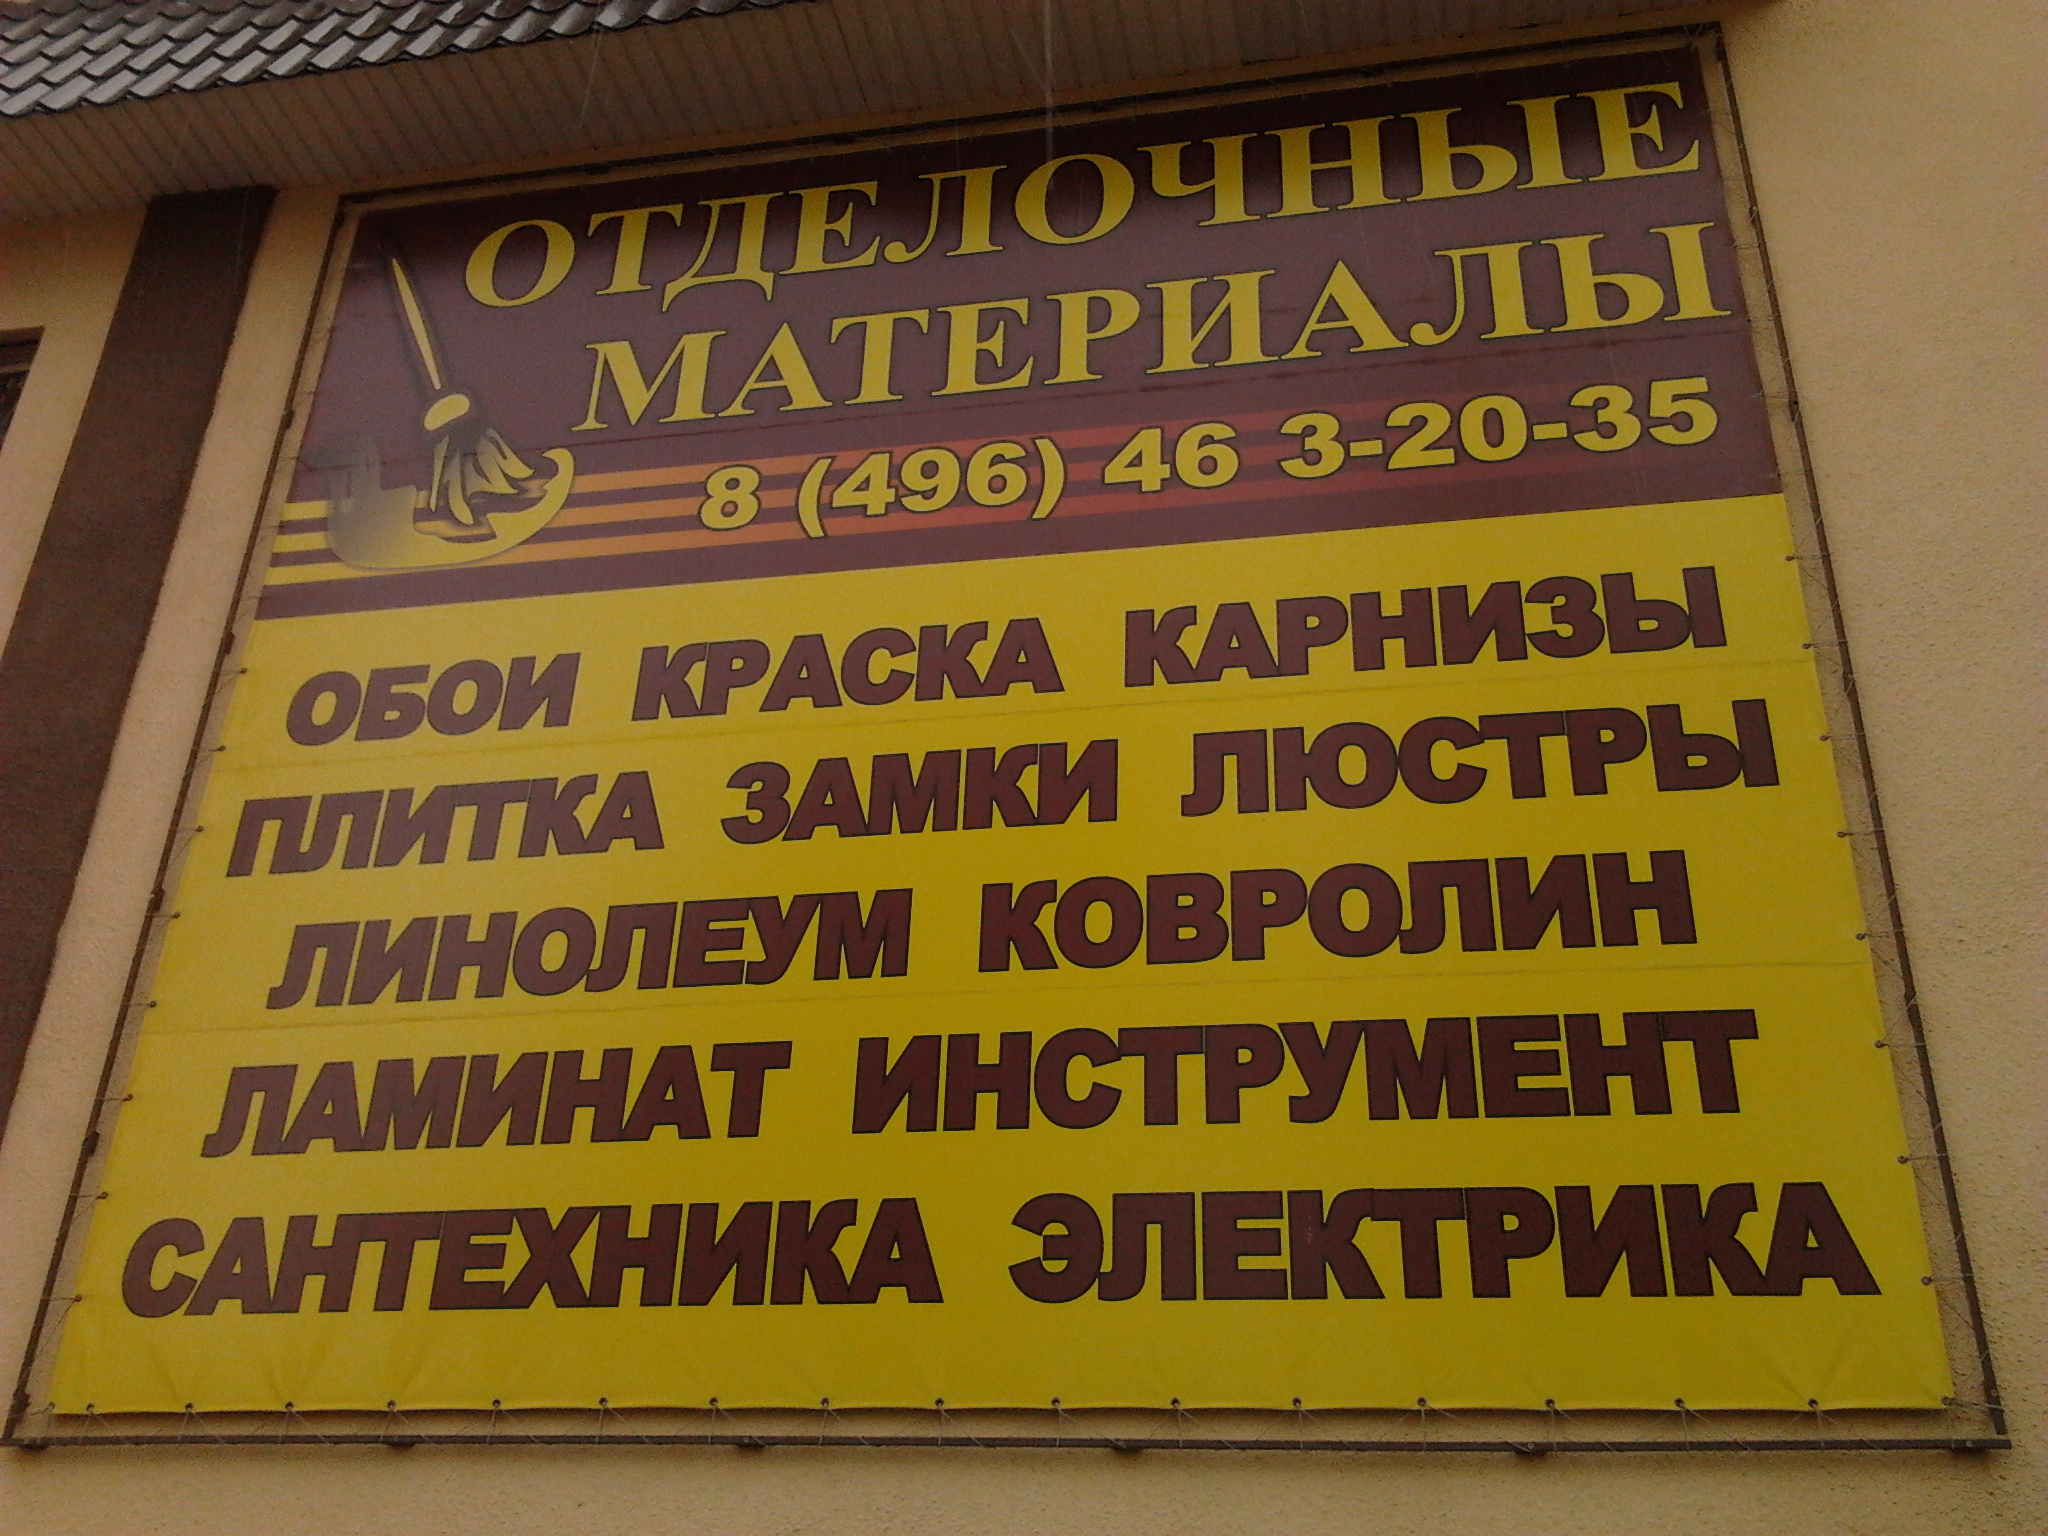 ОТДЕЛОЧНЫЕ
МАТЕРИАЛЫ
8 (496) 46 3-20-35
ОБОИ КРАСКА КАРНИЗЫ
ПЛИТКА ЗАМКИ ЛЮСТРЫ
ЛИНОЛЕУМ КОВРОЛИН
ЛАМИНАТ ИНСТРУМЕНТ
САНТЕХНИКА ЭЛЕКТРИКА